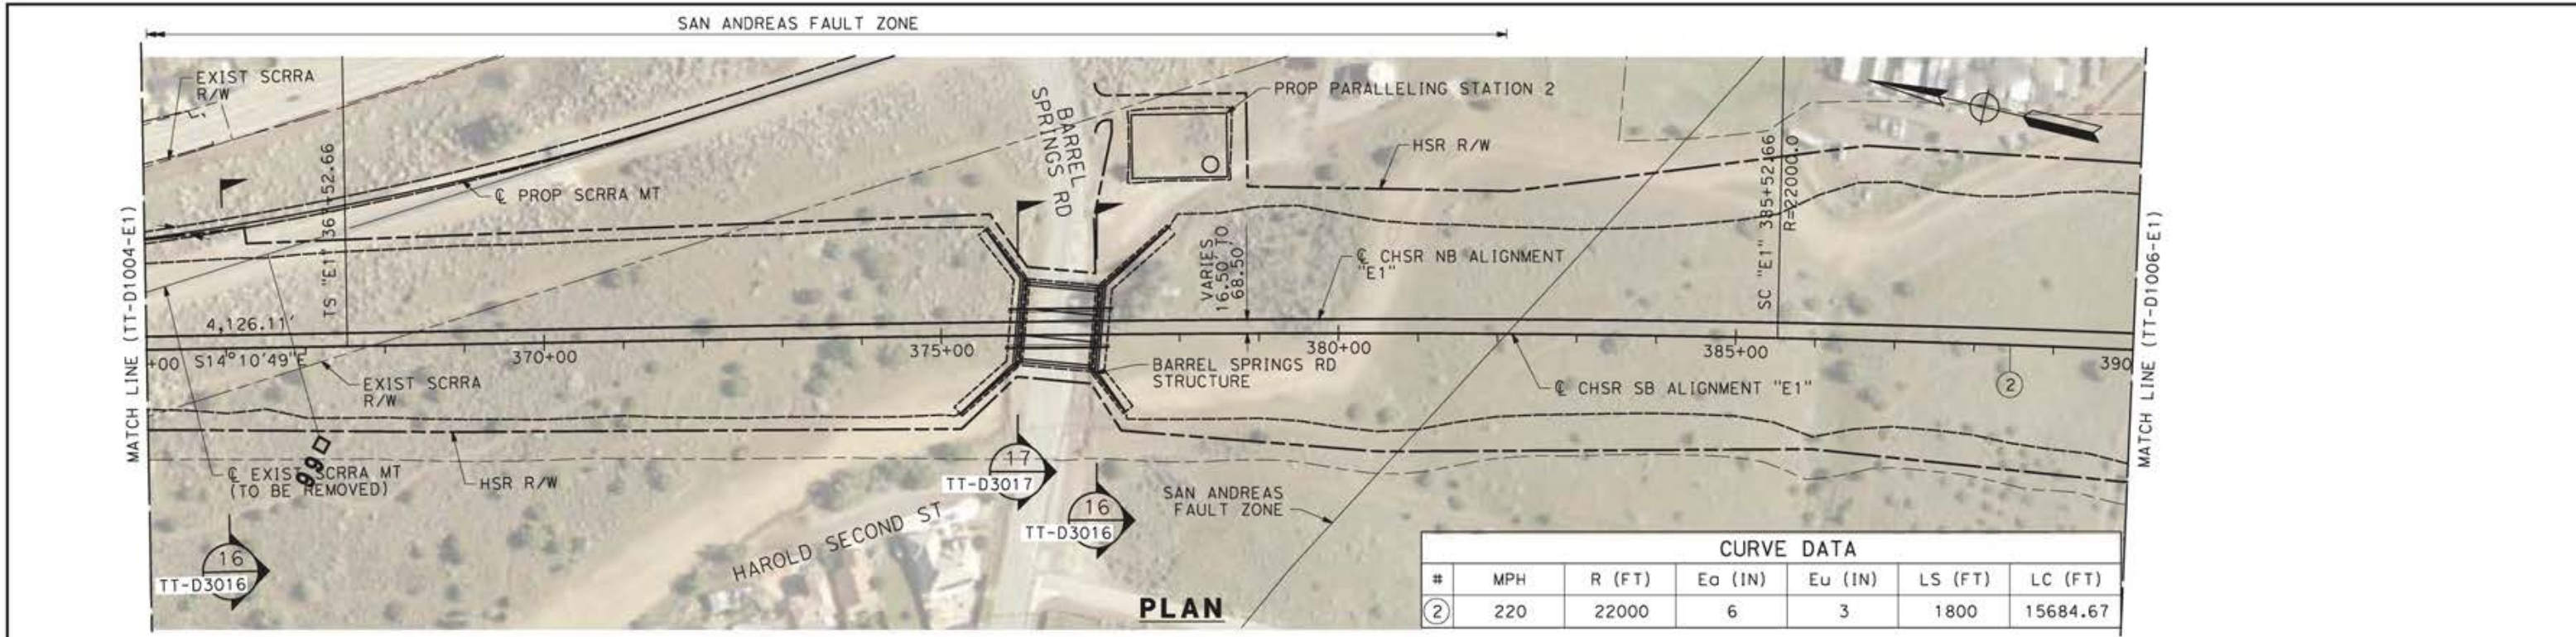 SAN ANDREAS FAULT ZONE
EXIST SCRRA
R/W
BARREL
SPRINGS RD
PROP PARALLELING STATION 2
HSR R/W
℄ PROP SCRRA MT
MATCH LINE (TT-D1004-E1)
VARIES
16.50' TO
68.50'
℄ CHSR NB ALIGNMENT
"E1"
SC "E1" 385+52.66
R=22000.0
MATCH LINE (TT-D1006-E1)
4,126.11'
S14°10'49"E
+00
370+00
375+00
380+00
385+00
390
EXIST SCRRA
R/W
BARREL SPRINGS RD
STRUCTURE
℄ CHSR SB ALIGNMENT "E1"
2
66
℄ EXIST SCRRA MT
(TO BE REMOVED)
HSR R/W
17
TT-D3017
16
TT-D3016
SAN ANDREAS
FAULT ZONE
HAROLD SECOND ST
16
TT-D3016
PLAN
CURVE DATA
# MPH R (FT) Ea (IN) Eu (IN) LS (FT) LC (FT)
2 220 22000 6 3 1800 15684.67